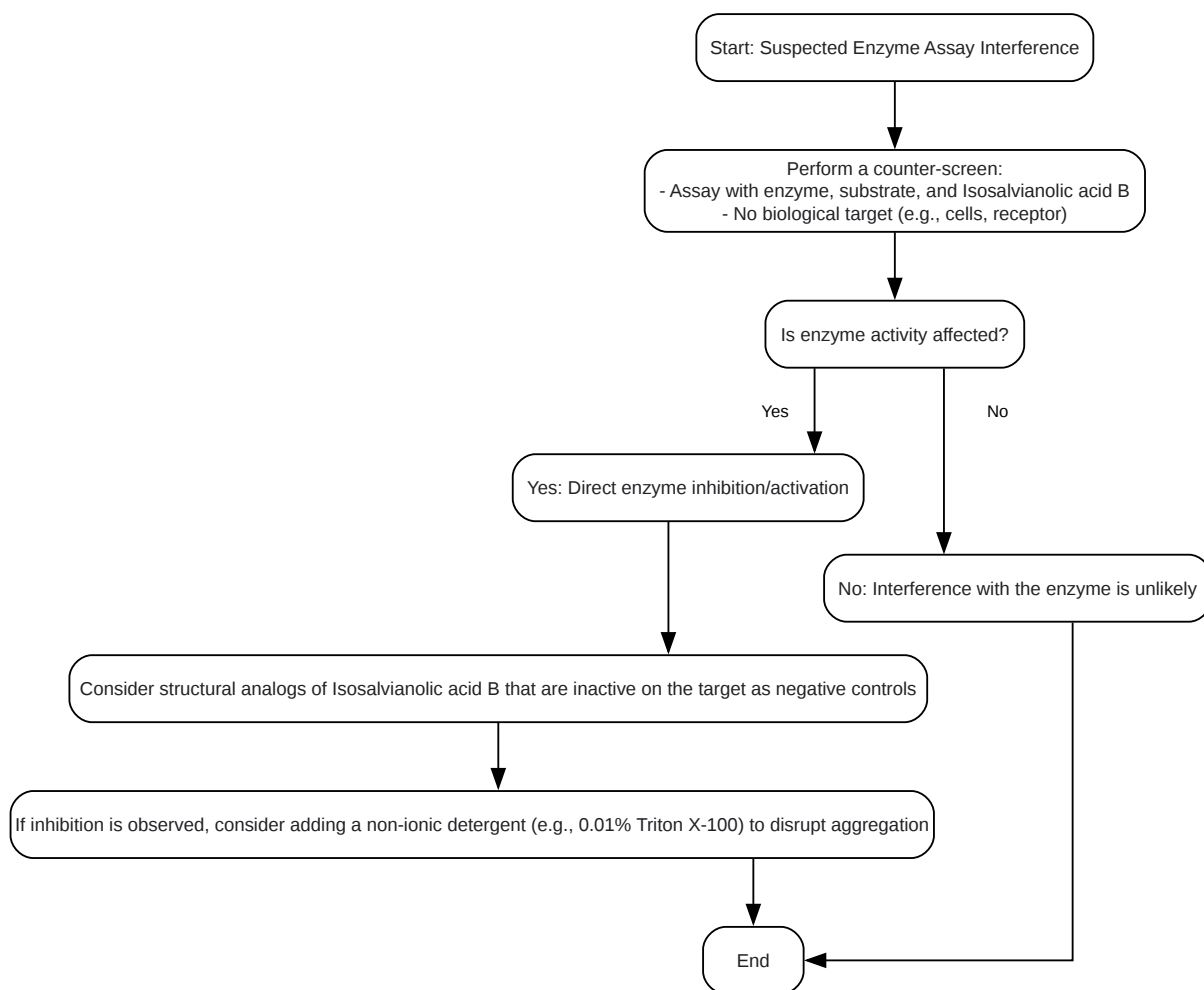 Start: Suspected Enzyme Assay Interference
Perform a counter-screen:
- Assay with enzyme, substrate, and Isosalvianolic acid B
- No biological target (e.g., cells, receptor)
Is enzyme activity affected?
Yes
No
Yes: Direct enzyme inhibition/activation
No: Interference with the enzyme is unlikely
Consider structural analogs of Isosalvianolic acid B that are inactive on the target as negative controls
If inhibition is observed, consider adding a non-ionic detergent (e.g., 0.01% Triton X-100) to disrupt aggregation
End